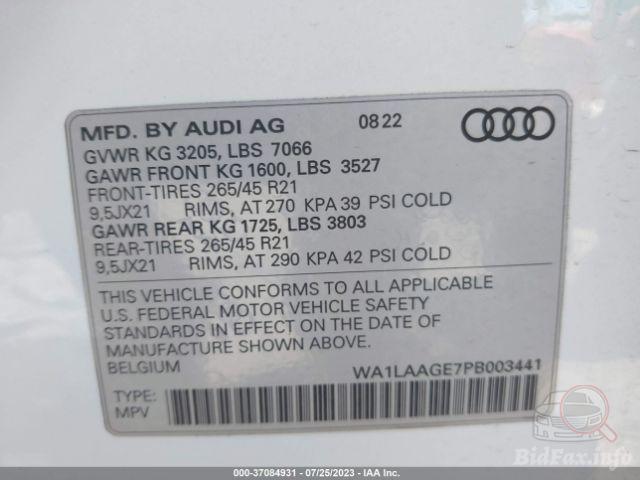 MFD. BY AUDI AG 08 22
GVWR KG 3205, LBS 7066
GAWR FRONT KG 1600, LBS 3527
FRONT-TIRES 265/45 R21
9,5JX21 RIMS, AT 270 KPA 39 PSI COLD
GAWR REAR KG 1725, LBS 3803
REAR-TIRES 265/45 R21
9,5JX21 RIMS, AT 290 KPA 42 PSI COLD
THIS VEHICLE CONFORMS TO ALL APPLICABLE
U.S. FEDERAL MOTOR VEHICLE SAFETY
STANDARDS IN EFFECT ON THE DATE OF
MANUFACTURE SHOWN ABOVE.
BELGIUM WA1LAAGE7PB003441
TYPE:
MPV
BidFax.info
000-37084931 - 07/25/2023 - IAA Inc.